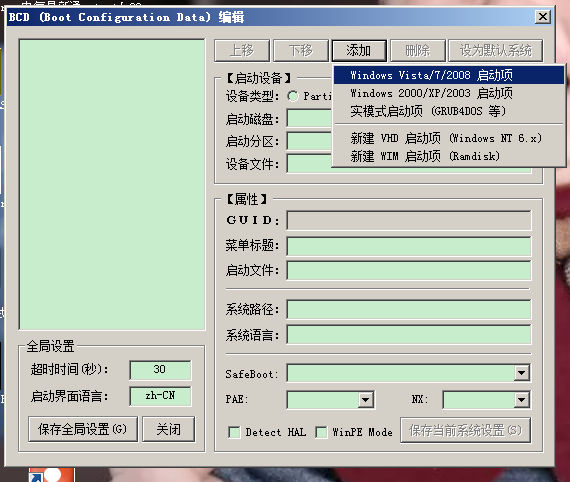 BCD (Boot Configuration Data) 编辑
上移 下移 添加 删除 设为默认系统
Windows Vista/7/2008 启动项
Windows 2000/XP/2003 启动项
实模式启动项 (GRUB4DOS 等)
新建 VHD 启动项 (Windows NT 6.x)
新建 WIM 启动项 (Ramdisk)
【启动设备】
设备类型: Parti
启动磁盘:
启动分区:
设备文件:
【属性】
GUID:
菜单标题:
启动文件:
系统路径:
系统语言:
SafeBoot:
PAE: NX:
Detect HAL WinPE Mode 保存当前系统设置(S)
全局设置
超时时间(秒): 30
启动界面语言: zh-CN
保存全局设置(G) 关闭